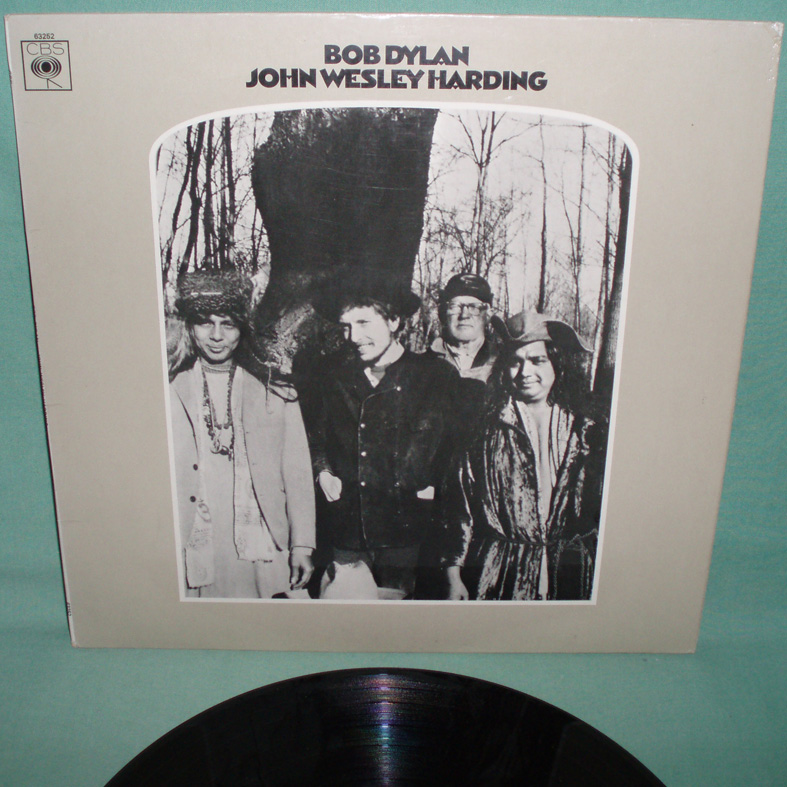 63252
CBS
BOB DYLAN
JOHN WESLEY HARDING